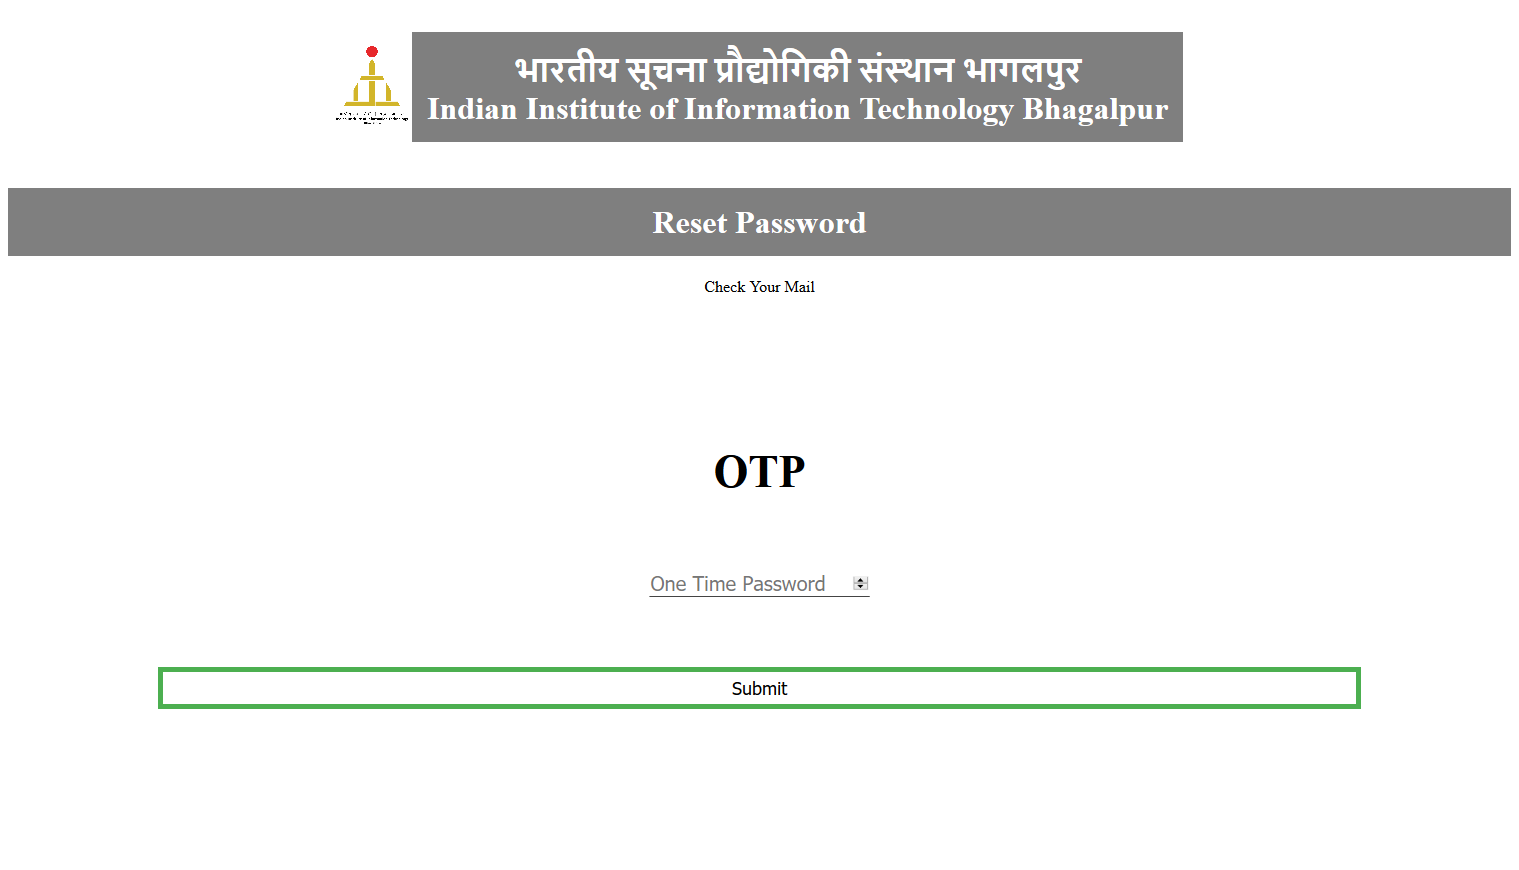 भारतीय सूचना प्रौद्योगिकी संस्थान भागलपुर
Indian Institute of Information Technology Bhagalpur
Reset Password
Check Your Mail
OTP
One Time Password
Submit